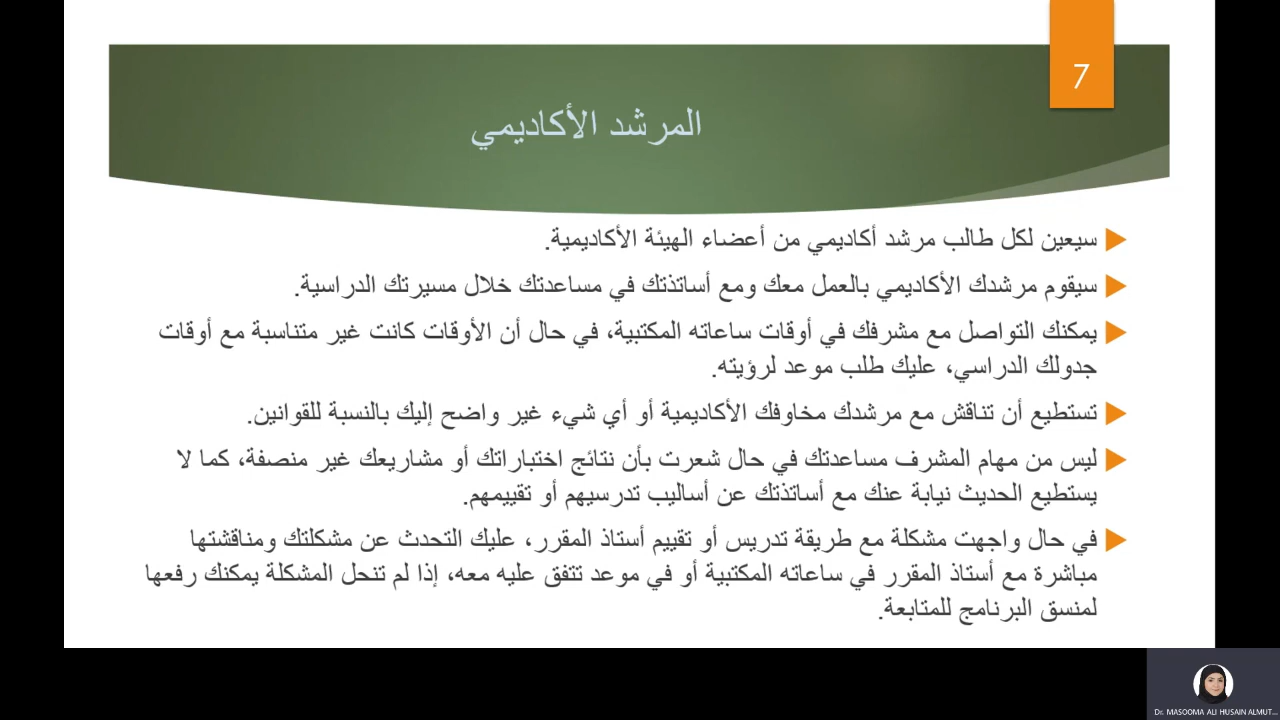 7
المرشد الأكاديمي
سيعين لكل طالب مرشد أكاديمي من أعضاء الهيئة الأكاديمية.
سيقوم مرشدك الأكاديمي بالعمل معك ومع أساتذتك في مساعدتك خلال مسيرتك الدراسية.
يمكنك التواصل مع مشرفك في أوقات ساعاته المكتبية، في حال أن الأوقات كانت غير متناسبة مع أوقات
جدولك الدراسي، عليك طلب موعد لرؤيته.
تستطيع أن تناقش مع مرشدك مخاوفك الأكاديمية أو أي شيء غير واضح إليك بالنسبة للقوانين.
ليس من مهام المشرف مساعدتك في حال شعرت بأن نتائج اختباراتك أو مشاريعك غير منصفة، كما لا
يستطيع الحديث نيابة عنك مع أساتذتك عن أساليب تدرسيهم أو تقييمهم.
في حال واجهت مشكلة مع طريقة تدريس أو تقييم أستاذ المقرر، عليك التحدث عن مشكلتك ومناقشتها
مباشرة مع أستاذ المقرر في ساعاته المكتبية أو في موعد تتفق عليه معه، إذا لم تنحل المشكلة يمكنك رفعها
لمنسق البرنامج للمتابعة.
Dr. MASOOMA ALI HUSAIN ALMUT...